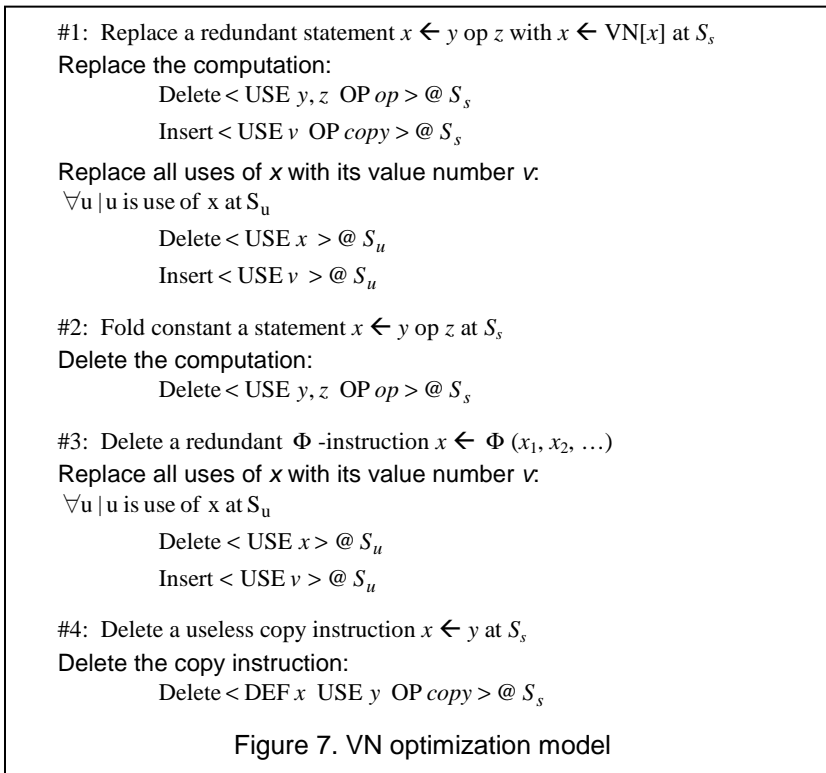 #1: Replace a redundant statement x ← y op z with x ← VN[x] at Sₛ
Replace the computation:
Delete < USE y, z OP op > @ Sₛ
Insert < USE v OP copy > @ Sₛ
Replace all uses of x with its value number v:
∀u | u is use of x at Sᵤ
Delete < USE x > @ Sᵤ
Insert < USE v > @ Sᵤ
#2: Fold constant a statement x ← y op z at Sₛ
Delete the computation:
Delete < USE y, z OP op > @ Sₛ
#3: Delete a redundant Φ -instruction x ← Φ (x₁, x₂, …)
Replace all uses of x with its value number v:
∀u | u is use of x at Sᵤ
Delete < USE x > @ Sᵤ
Insert < USE v > @ Sᵤ
#4: Delete a useless copy instruction x ← y at Sₛ
Delete the copy instruction:
Delete < DEF x USE y OP copy > @ Sₛ
Figure 7. VN optimization model